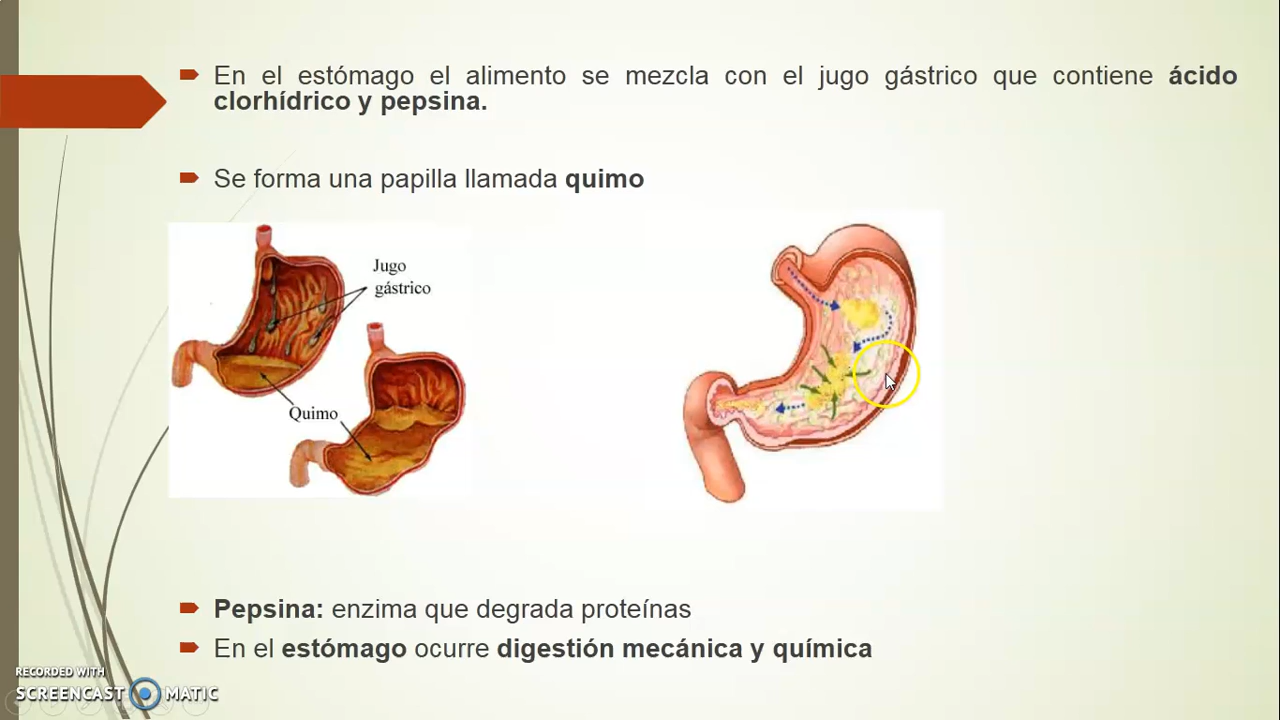 En el estómago el alimento se mezcla con el jugo gástrico que contiene ácido
clorhídrico y pepsina.
Se forma una papilla llamada quimo
Jugo
gástrico
Quimo
Pepsina: enzima que degrada proteínas
En el estómago ocurre digestión mecánica y química
RECORDED WITH
SCREENCAST MATIC